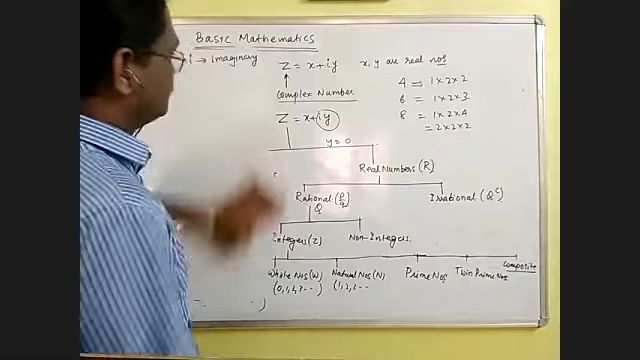 Basic Mathematics
i → imaginary
Z = x+iy x, y are real nos
Complex Number
Z = x+iy
y = 0
4 = 1×2×2
6 = 1×2×3
8 = 1×2×4
= 2×2×2
Real Numbers (R)
Rational (p/q) Irrational (Qᶜ)
Q
Integers (Z) Non-Integers.
Whole Nos (W) Natural Nos (N) Prime Nos Twin Prime Nos Composite
(0,1,2,3--) (1,2,3--